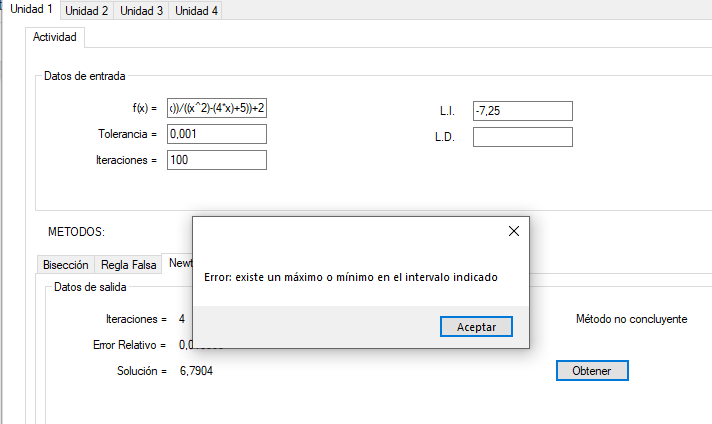 Unidad 1 Unidad 2 Unidad 3 Unidad 4
Actividad
Datos de entrada
f(x) = ))/((x^2)-(4*x)+5))+2
L.I. -7,25
Tolerancia = 0,001
L.D.
Iteraciones = 100
METODOS:
Error: existe un máximo o mínimo en el intervalo indicado
Aceptar
Bisección Regla Falsa Newt
Datos de salida
Iteraciones = 4
Método no concluyente
Error Relativo =
Solución = 6,7904
Obtener